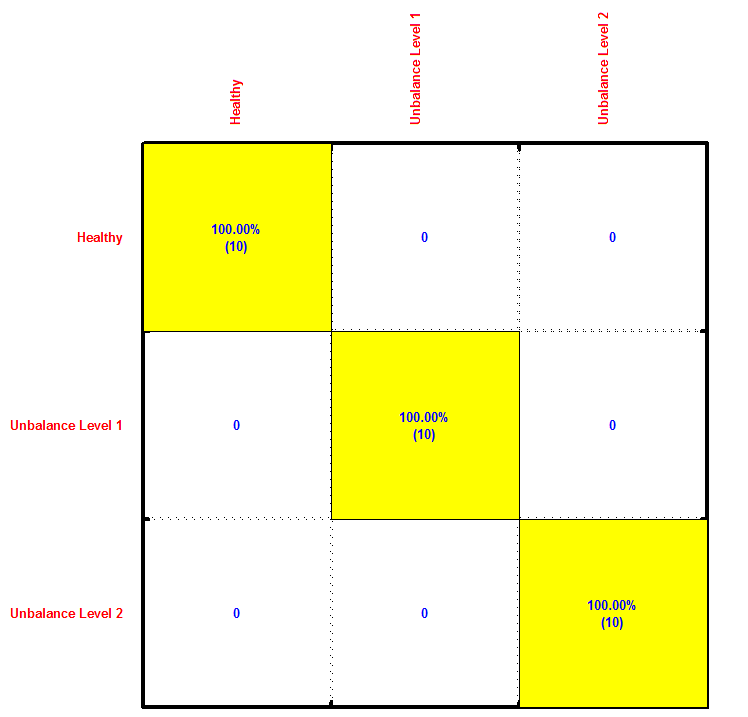 Healthy
Unbalance Level 1
Unbalance Level 2
Healthy
100.00%
(10)
0
0
Unbalance Level 1
0
100.00%
(10)
0
Unbalance Level 2
0
0
100.00%
(10)